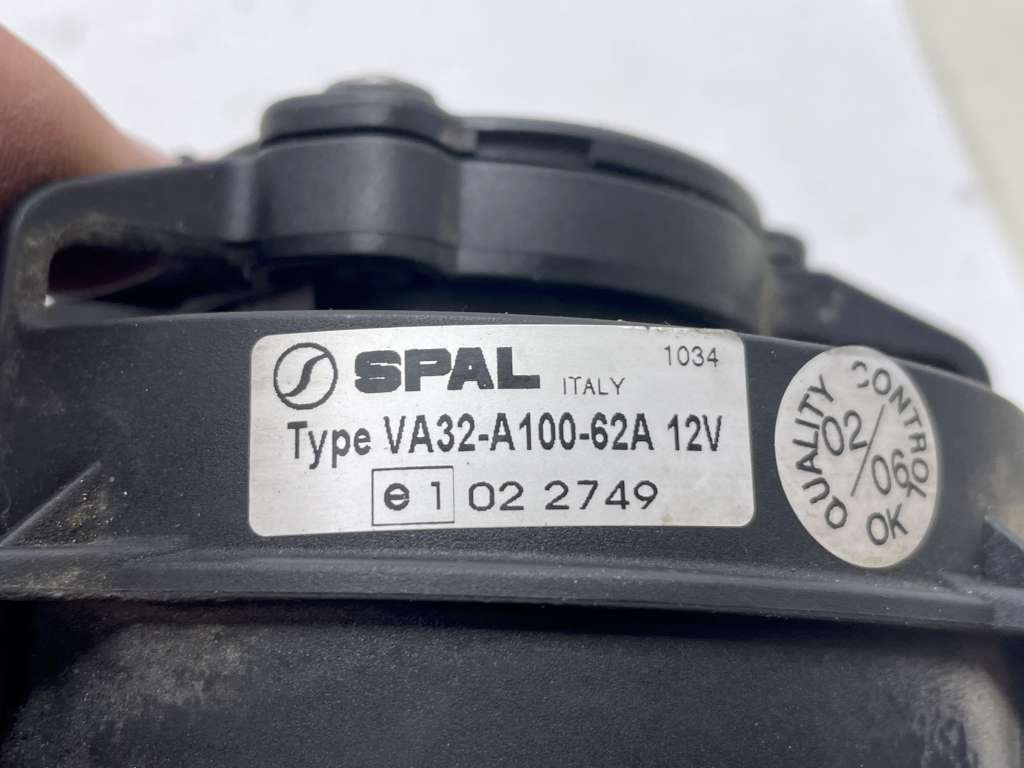 SPAL ITALY 1034
Type VA32-A100-62A 12V
e 1 02 2749
QUALITY CONTROL
02/06
OK